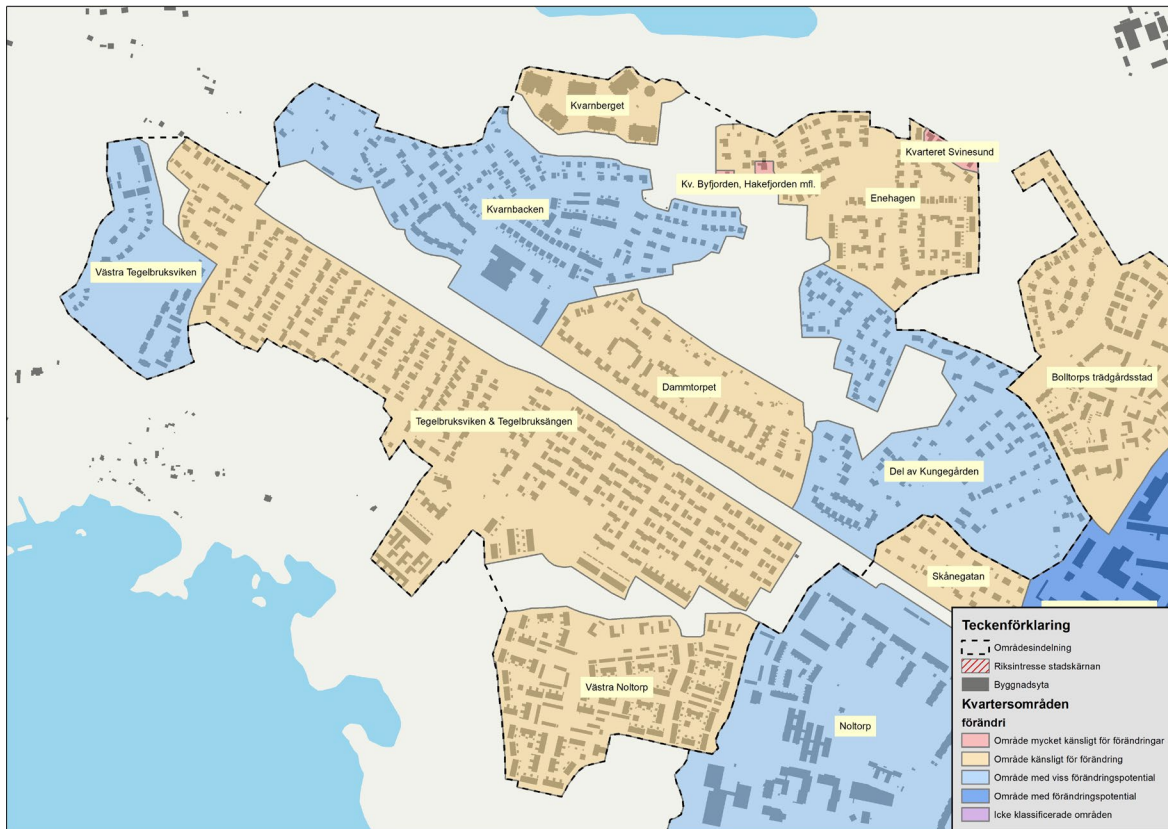 Kvarnberget
Kvarteret Svinesund
Kv. Byfjorden, Hakefjorden mfl.
Enehagen
Kvarnbacken
Västra Tegelbruksviken
Bolltorps trädgårdsstad
Dammtorpet
Tegelbruksviken & Tegelbruksängen
Del av Kungegården
Skånegatan
Västra Noltorp
Noltorp
Teckenförklaring
Områdesindelning
Riksintresse stadskärnan
Byggnadsyta
Kvartersområden
förändri
Område mycket känsligt för förändringar
Område känsligt för förändring
Område med viss förändringspotential
Område med förändringspotential
Icke klassificerade områden